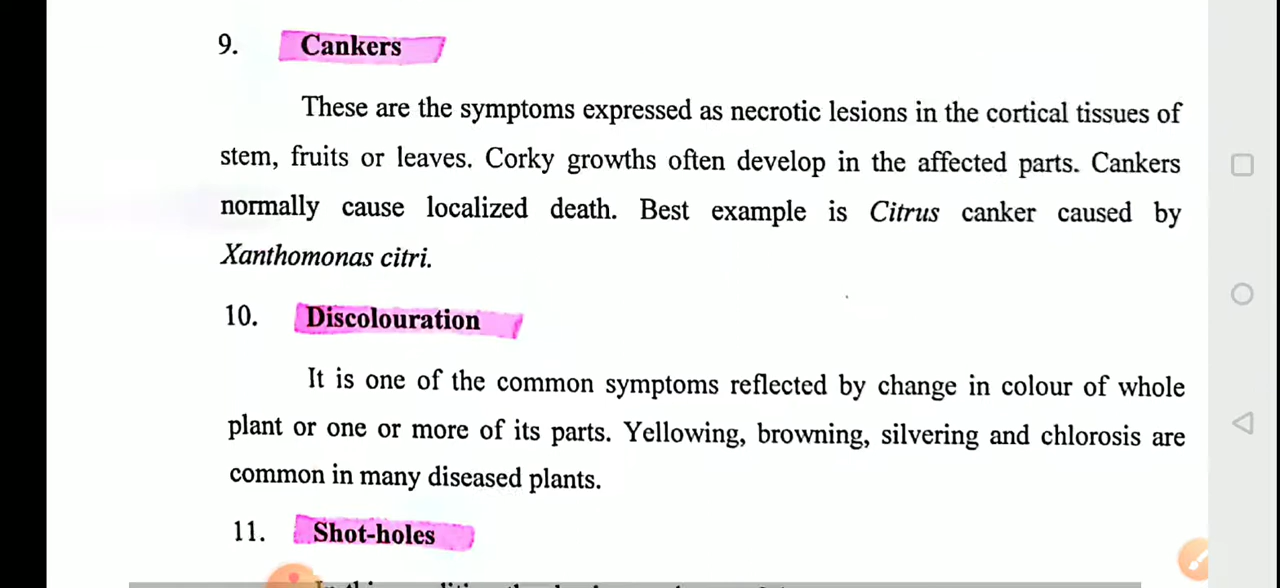 9. Cankers
These are the symptoms expressed as necrotic lesions in the cortical tissues of
stem, fruits or leaves. Corky growths often develop in the affected parts. Cankers
normally cause localized death. Best example is Citrus canker caused by
Xanthomonas citri.
10. Discolouration
It is one of the common symptoms reflected by change in colour of whole
plant or one or more of its parts. Yellowing, browning, silvering and chlorosis are
common in many diseased plants.
11. Shot-holes